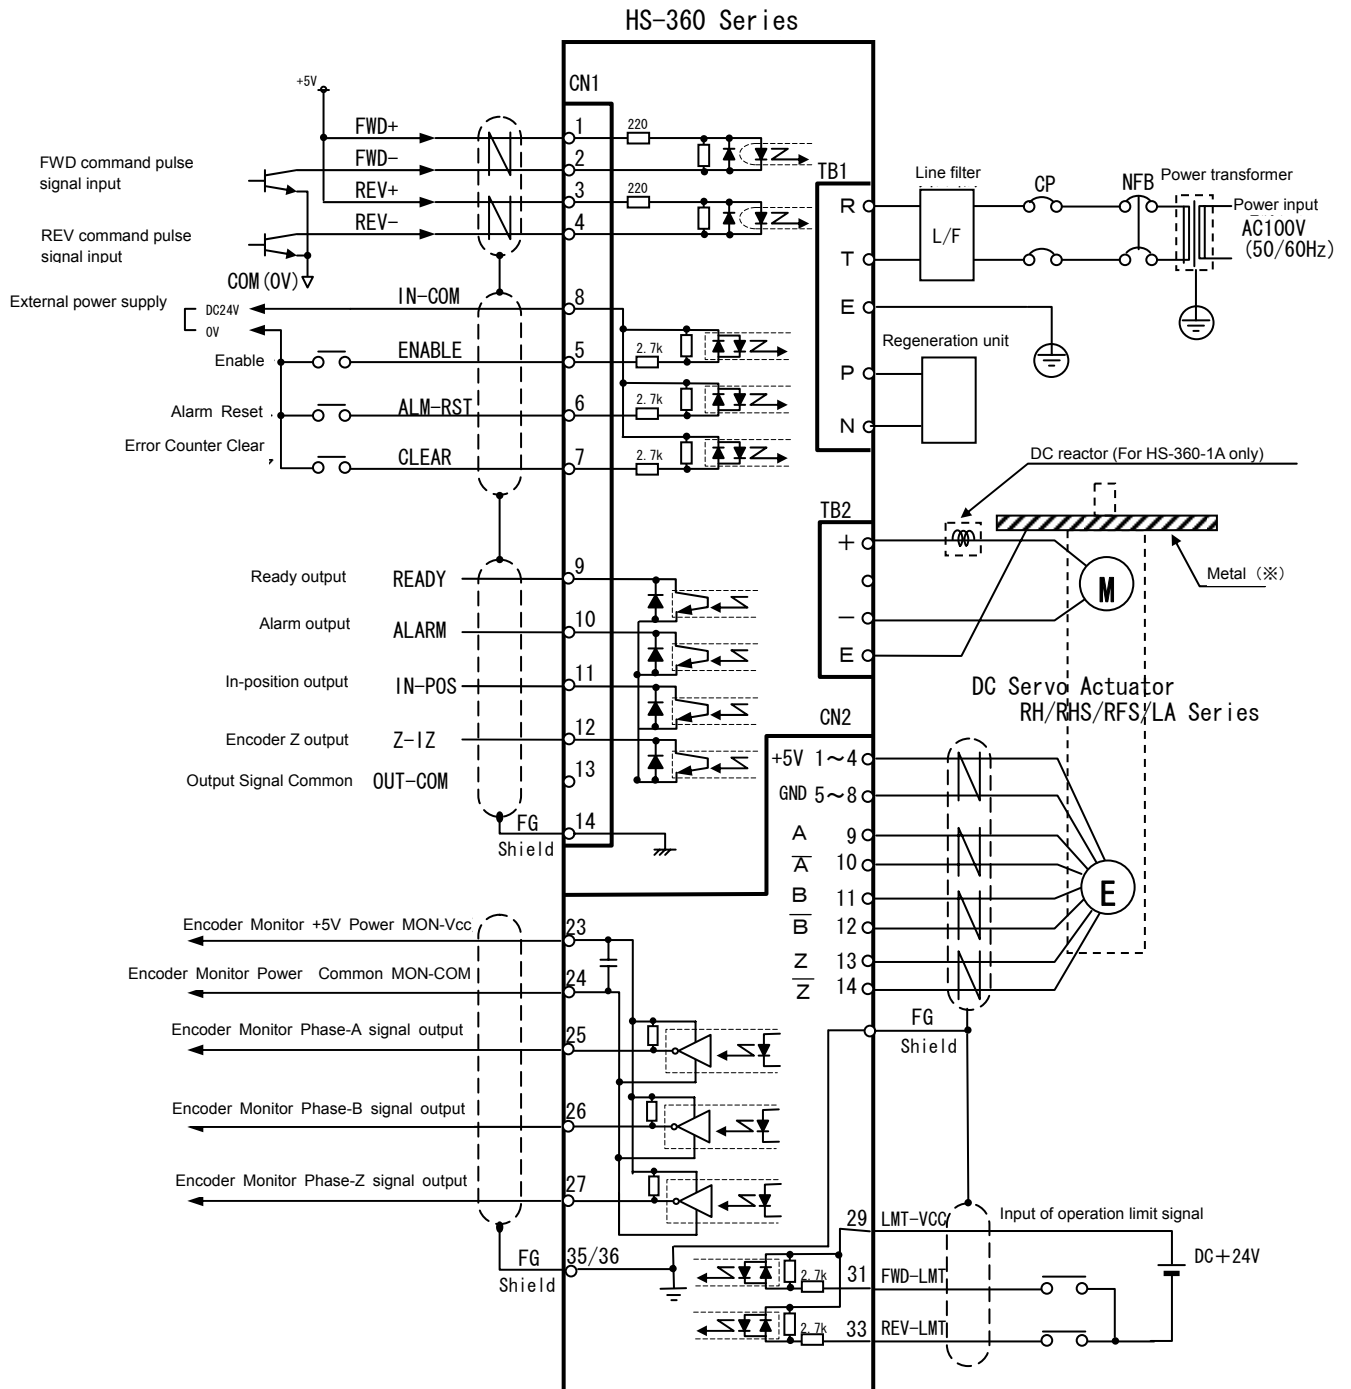 HS-360 Series
CN1
+5V
FWD+
1
220
FWD-
2
FWD command pulse
signal input
REV+
3
220
REV-
4
REV command pulse
signal input
COM(0V)
External power supply
DC24V
0V
IN-COM
8
Enable
ENABLE
5
2.7k
Alarm Reset
ALM-RST
6
2.7k
Error Counter Clear
CLEAR
7
2.7k
Ready output
READY
9
Alarm output
ALARM
10
In-position output
IN-POS
11
Encoder Z output
Z-IZ
12
Output Signal Common
OUT-COM
13
FG
14
Shield
TB1
R
T
E
P
N
Line filter
L/F
CP
NFB
Power transformer
Power input
AC100V
(50/60Hz)
Regeneration unit
DC reactor (For HS-360-1A only)
TB2
+
−
E
M
Metal (※)
DC Servo Actuator
RH/RHS/RFS/LA Series
CN2
+5V 1～4
GND 5～8
A 9
A̅ 10
B 11
B̅ 12
Z 13
Z̅ 14
E
FG
Shield
Encoder Monitor +5V Power MON-Vcc
23
Encoder Monitor Power Common MON-COM
24
Encoder Monitor Phase-A signal output
25
Encoder Monitor Phase-B signal output
26
Encoder Monitor Phase-Z signal output
27
FG
35/36
Shield
29
LMT-VCC
Input of operation limit signal
DC+24V
2.7k
31
FWD-LMT
2.7k
33
REV-LMT